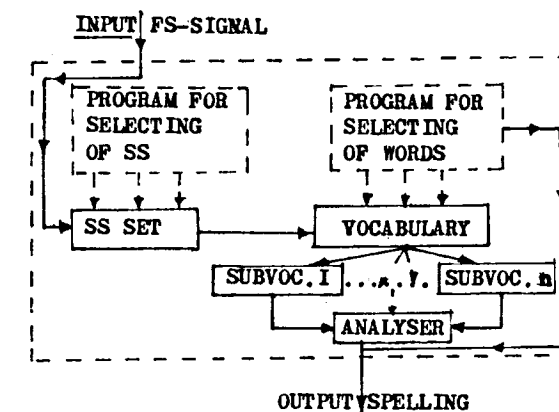 INPUT FS-SIGNAL
PROGRAM FOR
SELECTING
OF SS
PROGRAM FOR
SELECTING
OF WORDS
SS SET
VOCABULARY
SUBVOC.I
SUBVOC.n
ANALYSER
OUTPUT SPELLING